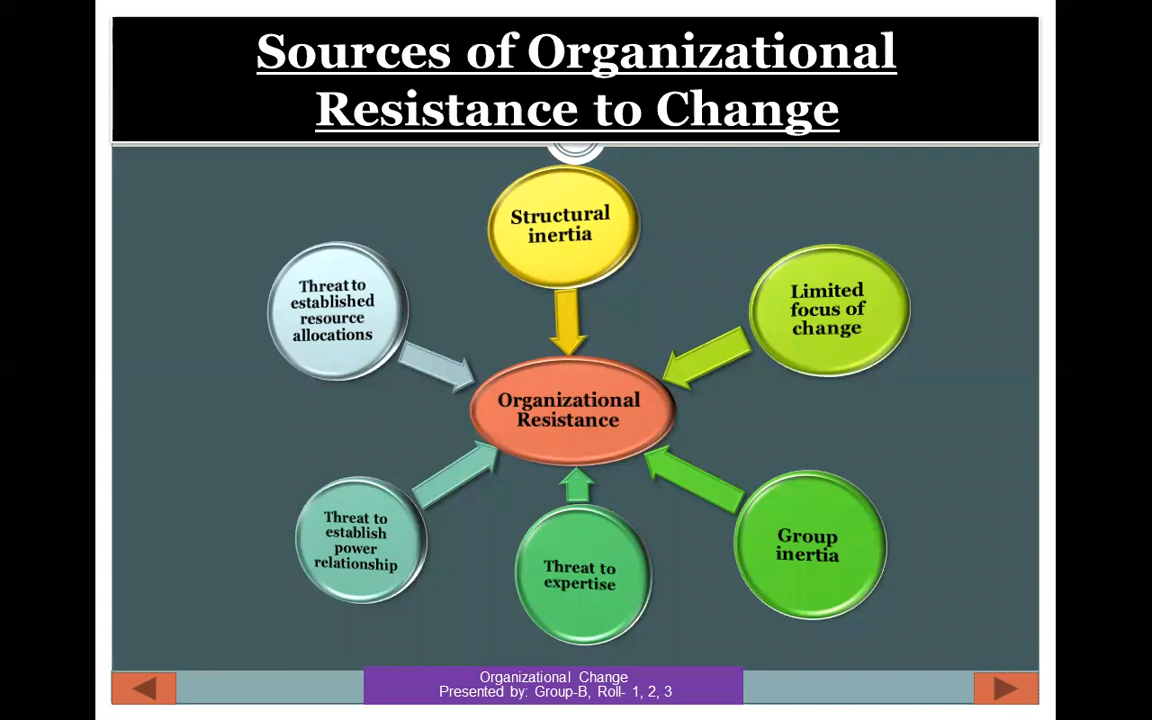 Sources of Organizational
Resistance to Change
Structural
inertia
Threat to
established
resource
allocations
Limited
focus of
change
Organizational
Resistance
Threat to
establish
power
relationship
Threat to
expertise
Group
inertia
Organizational Change
Presented by: Group-B, Roll- 1, 2, 3